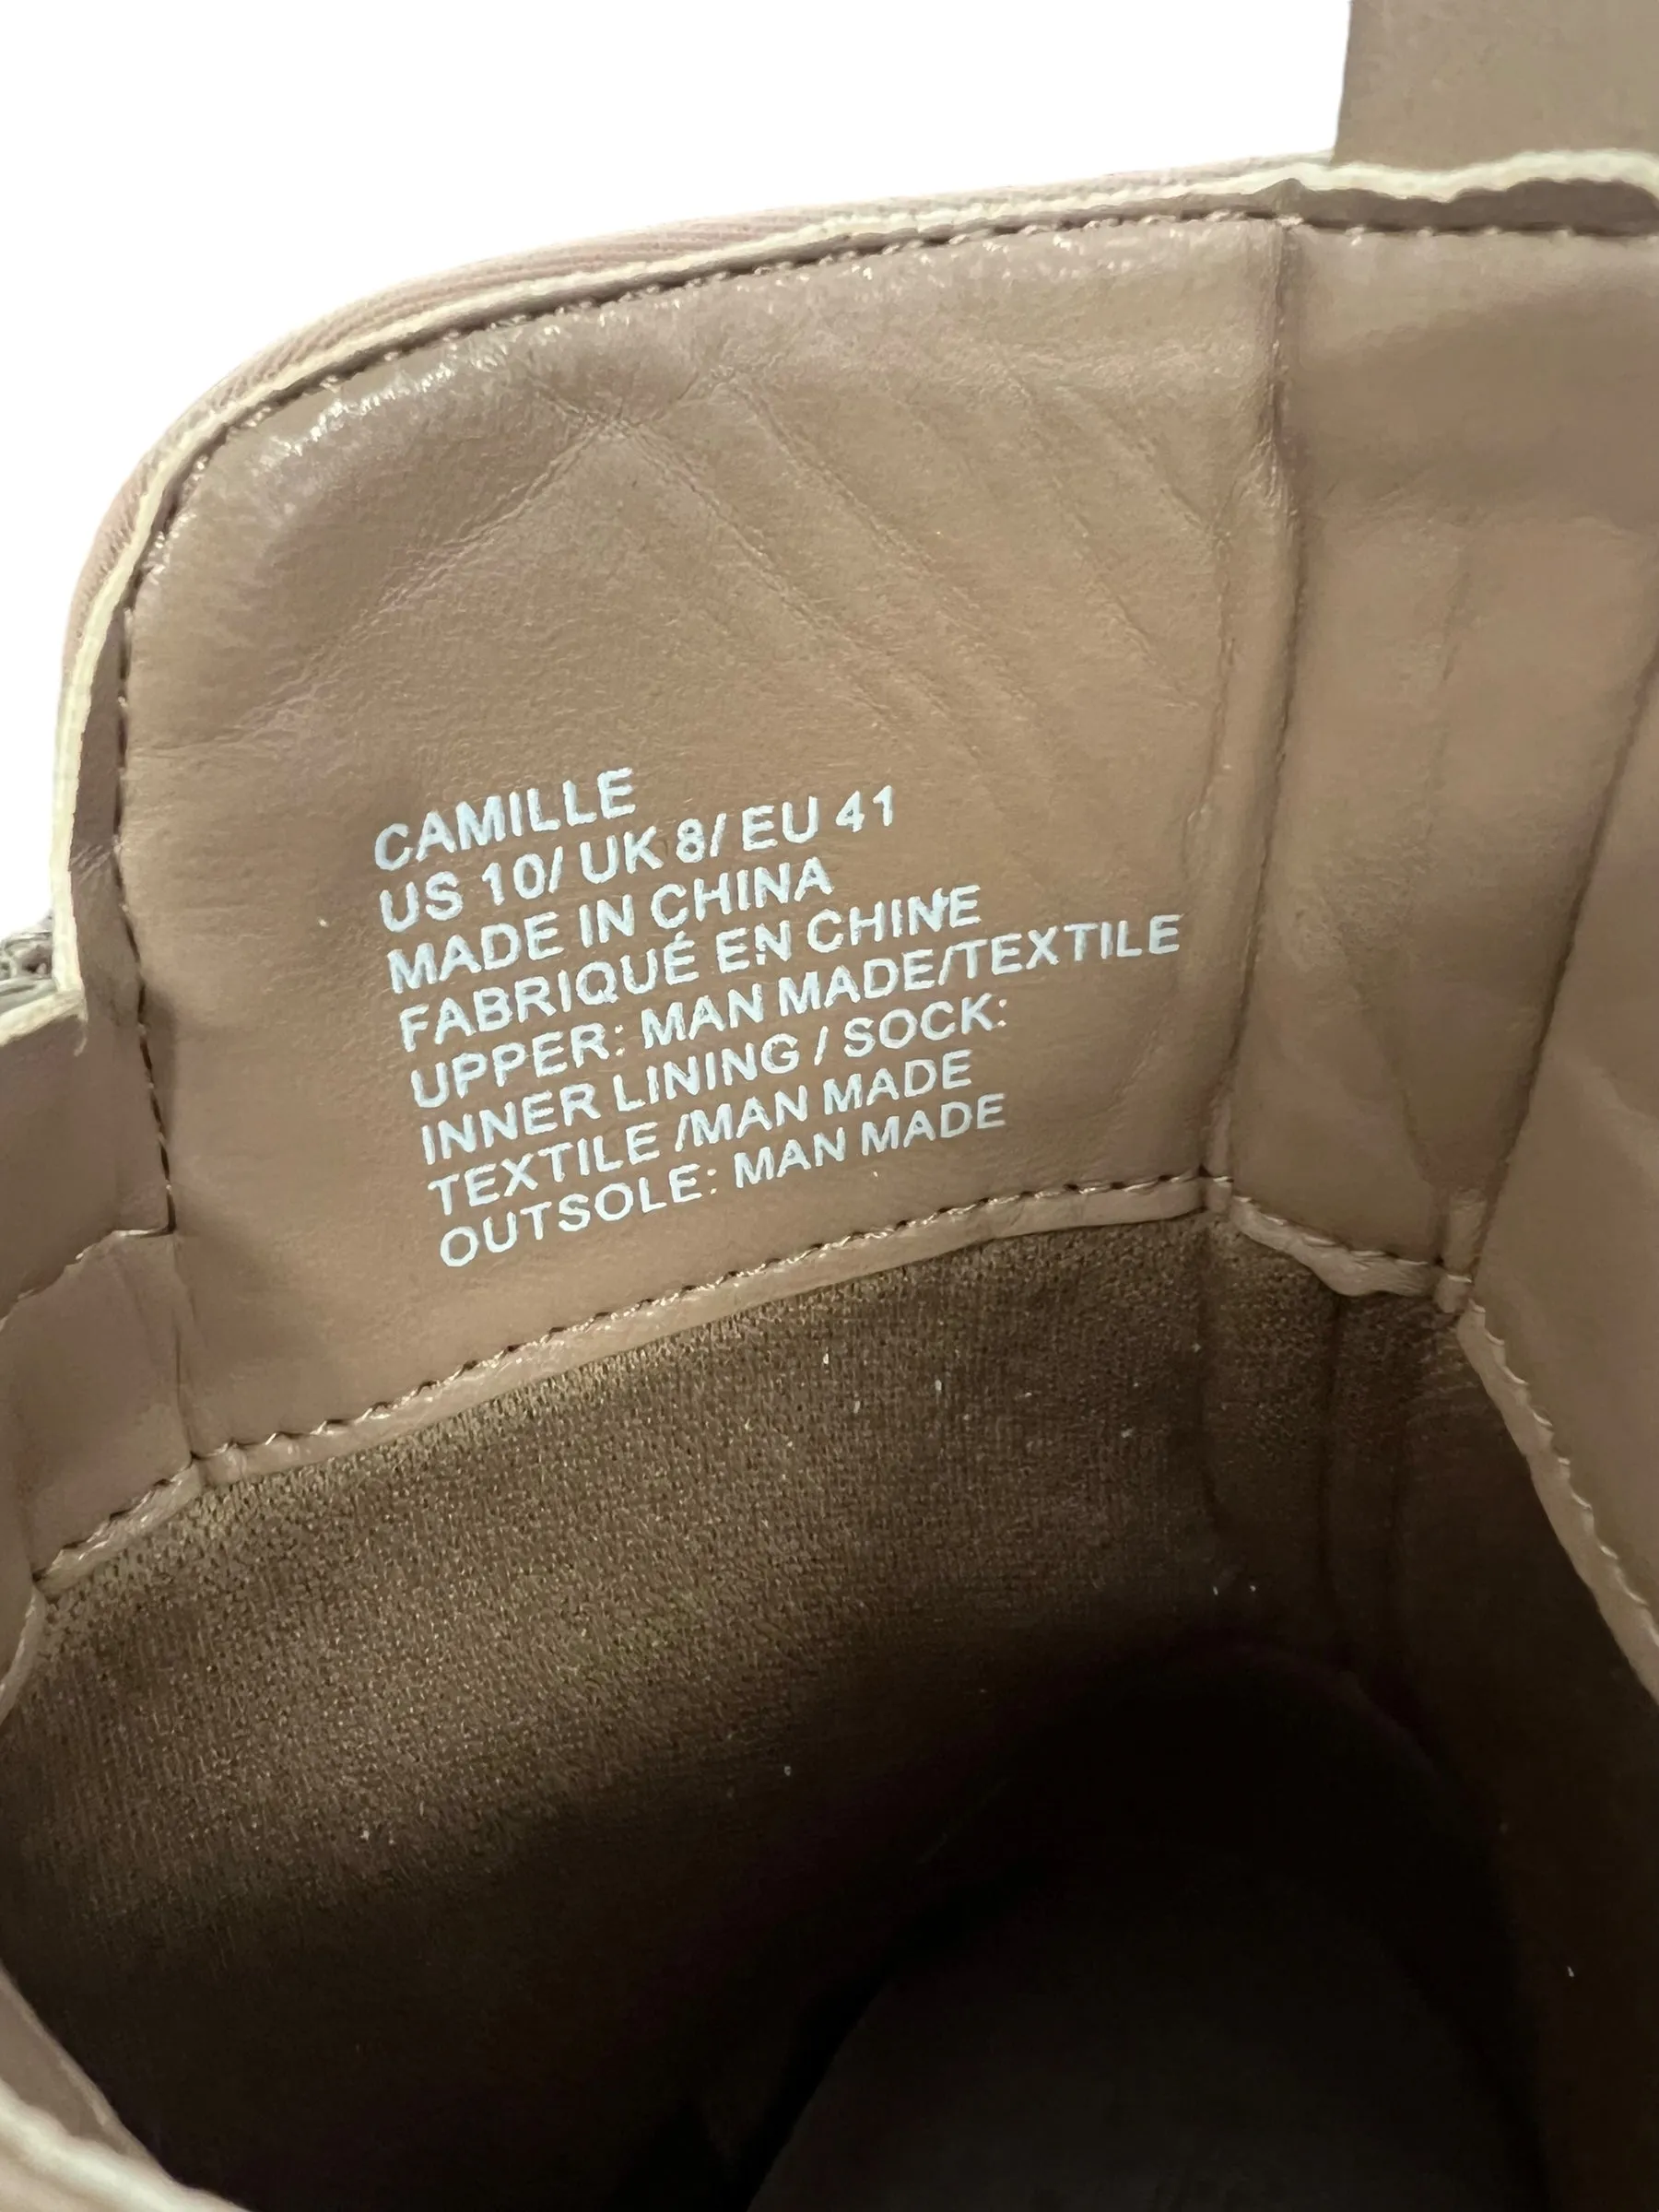 CAMILLE
US 10/ UK 8/ EU 41
MADE IN CHINA
FABRIQUÉ EN CHINE
UPPER: MAN MADE/TEXTILE
INNER LINING / SOCK:
TEXTILE /MAN MADE
OUTSOLE: MAN MADE